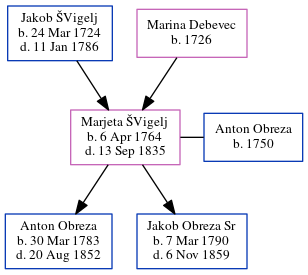 Jakob ŠVigelj
b. 24 Mar 1724
d. 11 Jan 1786
Marina Debevec
b. 1726
Marjeta ŠVigelj
b. 6 Apr 1764
d. 13 Sep 1835
Anton Obreza
b. 1750
Anton Obreza
b. 30 Mar 1783
d. 20 Aug 1852
Jakob Obreza Sr
b. 7 Mar 1790
d. 6 Nov 1859